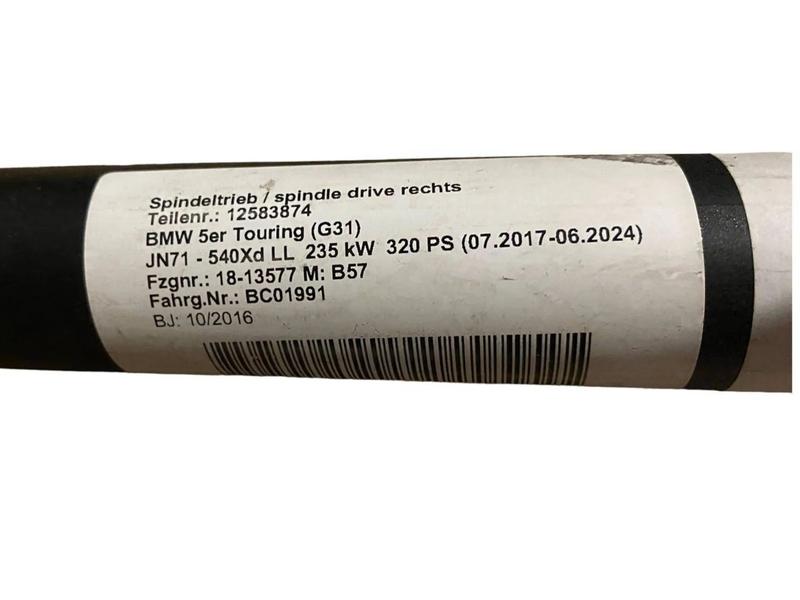 Spindeltrieb / spindle drive rechts
Teilenr.: 12583874
BMW 5er Touring (G31)
JN71 - 540Xd LL 235 kW 320 PS (07.2017-06.2024)
Fzgnr.: 18-13577 M: B57
Fahrg.Nr.: BC01991
BJ: 10/2016